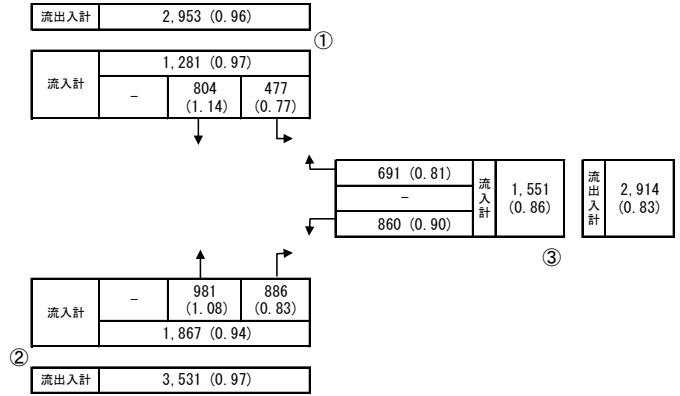 流出入計 2,953 (0.96)
①
流入計 1,281 (0.97)
－ 804 (1.14) 477 (0.77)
691 (0.81)
－
860 (0.90)
流入計 1,551 (0.86)
流出入計 2,914 (0.83)
③
流入計 － 981 (1.08) 886 (0.83)
1,867 (0.94)
②
流出入計 3,531 (0.97)